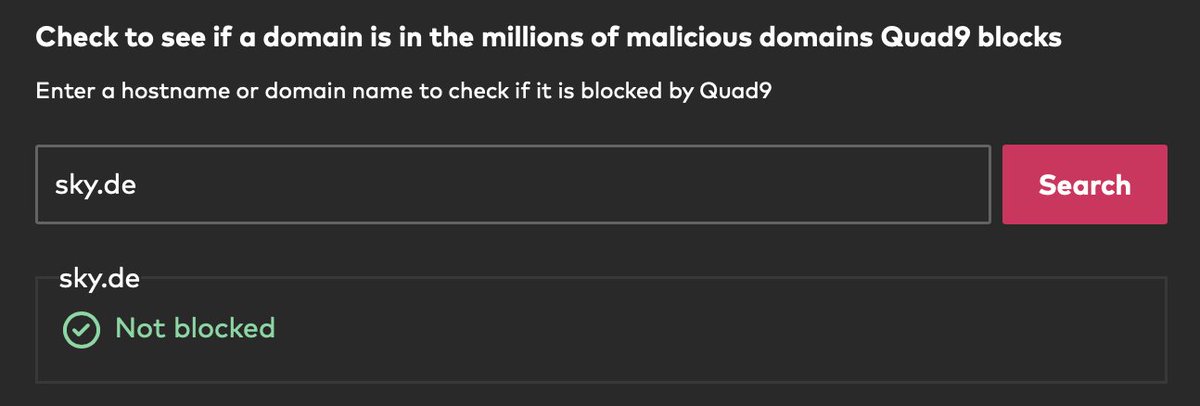 Check to see if a domain is in the millions of malicious domains Quad9 blocks
Enter a hostname or domain name to check if it is blocked by Quad9
sky.de
Search
sky.de
Not blocked